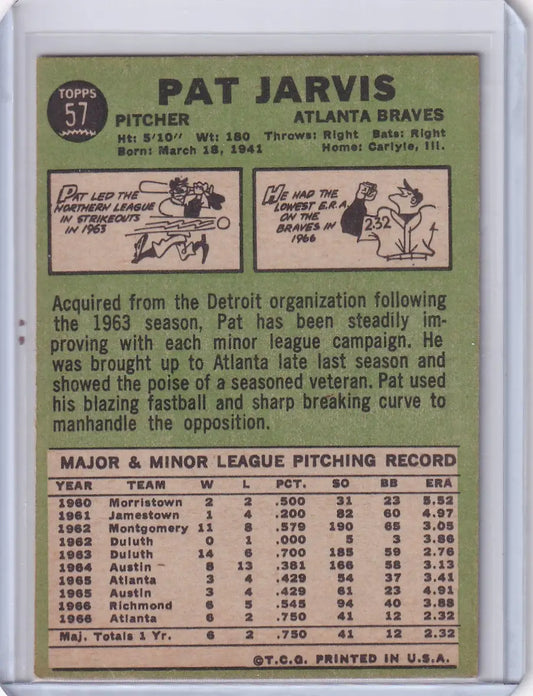 TOPPS
57
PAT JARVIS
PITCHER ATLANTA BRAVES
Ht: 5'10" Wt: 180 Throws: Right Bats: Right
Born: March 18, 1941 Home: Carlyle, Ill.
PAT LED THE
NORTHERN LEAGUE
IN STRIKEOUTS
IN 1963
HE HAD THE
LOWEST E.R.A.
ON THE
BRAVES IN
1966
2.32
Acquired from the Detroit organization following
the 1963 season, Pat has been steadily im-
proving with each minor league campaign. He
was brought up to Atlanta late last season and
showed the poise of a seasoned veteran. Pat used
his blazing fastball and sharp breaking curve to
manhandle the opposition.
MAJOR & MINOR LEAGUE PITCHING RECORD
YEAR TEAM W L PCT. SO BB ERA
1960 Morristown 2 2 .500 31 23 5.52
1961 Jamestown 1 4 .200 82 60 4.97
1962 Montgomery 11 8 .579 190 65 3.05
1962 Duluth 0 1 .000 5 3 3.86
1963 Duluth 14 6 .700 185 59 2.76
1964 Austin 8 13 .381 166 58 3.13
1965 Atlanta 3 4 .429 54 37 3.41
1965 Austin 3 4 .429 61 23 4.91
1966 Richmond 6 5 .545 94 40 3.88
1966 Atlanta 6 2 .750 41 12 2.32
Maj. Totals 1 Yr. 6 2 .750 41 12 2.32
©T.C.G. PRINTED IN U.S.A.